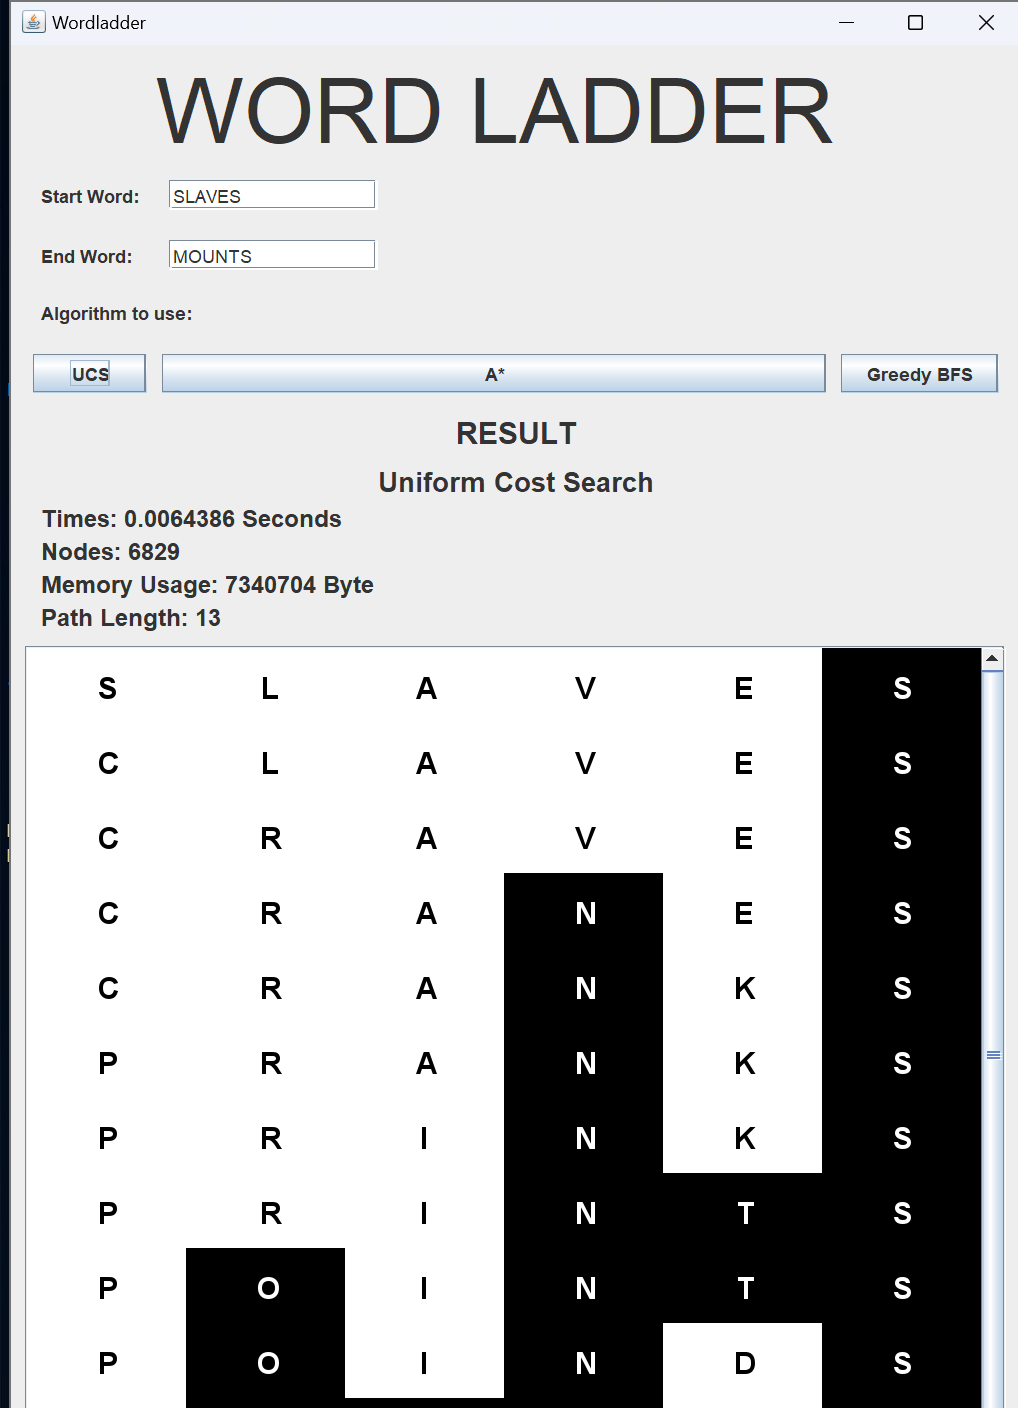 Wordladder
WORD LADDER
Start Word: SLAVES
End Word: MOUNTS
Algorithm to use:
UCS A* Greedy BFS
RESULT
Uniform Cost Search
Times: 0.0064386 Seconds
Nodes: 6829
Memory Usage: 7340704 Byte
Path Length: 13
S L A V E S
C L A V E S
C R A V E S
C R A N E S
C R A N K S
P R A N K S
P R I N K S
P R I N T S
P O I N T S
P O I N D S